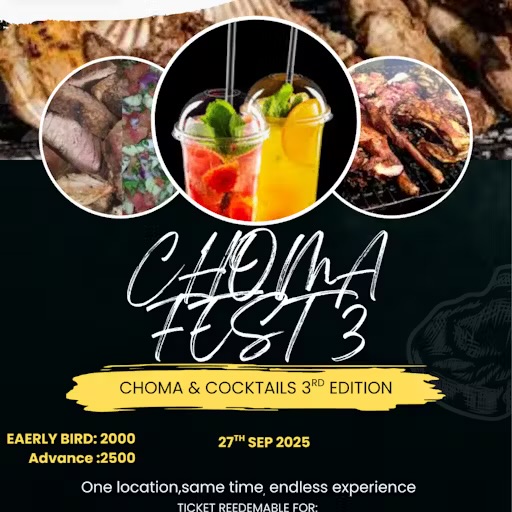 CHOMA
FEST 3
CHOMA & COCKTAILS 3RD EDITION
EAERLY BIRD: 2000
Advance :2500
27TH SEP 2025
One location,same time, endless experience
TICKET REEDEMABLE FOR: